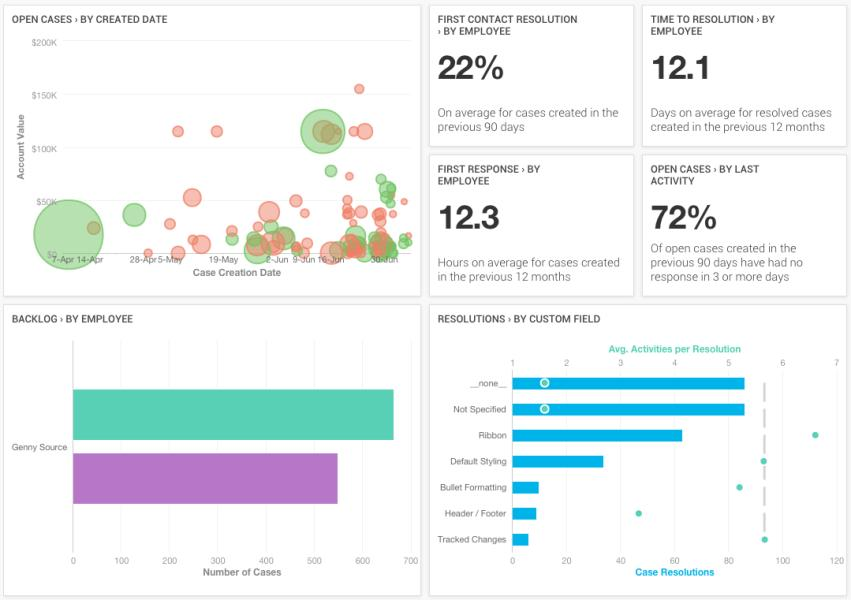 OPEN CASES › BY CREATED DATE
$200K
$150K
$100K
$50K
$0
Account Value
7-Apr 14-Apr 28-Apr 5-May 19-May 2-Jun 9-Jun 16-Jun 30-Jun
Case Creation Date
FIRST CONTACT RESOLUTION
› BY EMPLOYEE
22%
On average for cases created in the
previous 90 days
TIME TO RESOLUTION › BY
EMPLOYEE
12.1
Days on average for resolved cases
created in the previous 12 months
FIRST RESPONSE › BY
EMPLOYEE
12.3
Hours on average for cases created
in the previous 12 months
OPEN CASES › BY LAST
ACTIVITY
72%
Of open cases created in the
previous 90 days have had no
response in 3 or more days
BACKLOG › BY EMPLOYEE
Genny Source
0 100 200 300 400 500 600 700
Number of Cases
RESOLUTIONS › BY CUSTOM FIELD
Avg. Activities per Resolution
1 2 3 4 5 6 7
__none__
Not Specified
Ribbon
Default Styling
Bullet Formatting
Header / Footer
Tracked Changes
0 20 40 60 80 100 120
Case Resolutions